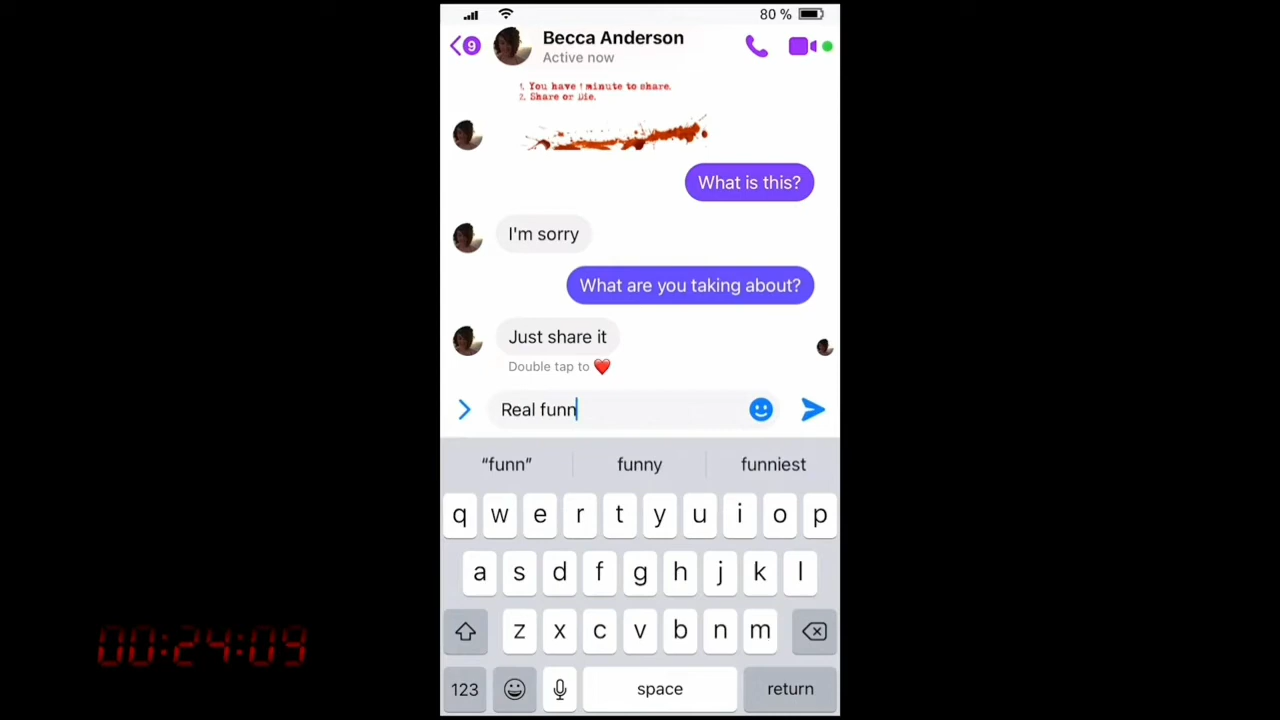 80 %
9
Becca Anderson
Active now
1. You have 1 minute to share.
2. Share or Die.
What is this?
I'm sorry
What are you taking about?
Just share it
Double tap to
Real funn
“funn” funny funniest
q w e r t y u i o p
a s d f g h j k l
z x c v b n m
123 space return
00:24:09